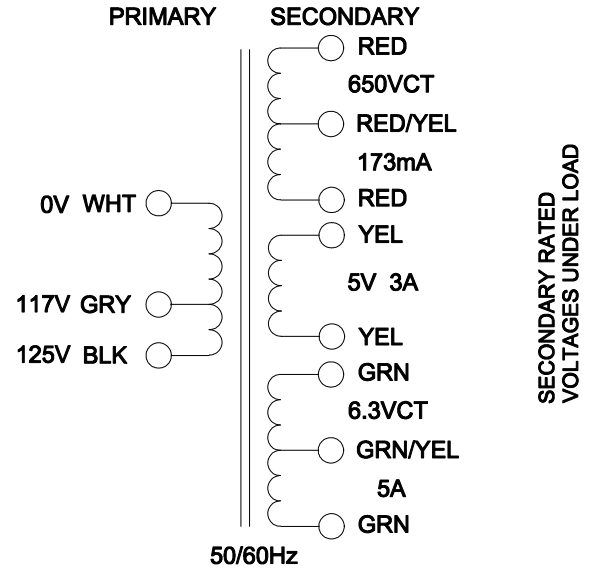 PRIMARY
SECONDARY
RED
650VCT
RED/YEL
173mA
RED
0V WHT
117V GRY
125V BLK
YEL
5V 3A
YEL
GRN
6.3VCT
GRN/YEL
5A
GRN
50/60Hz
SECONDARY RATED
VOLTAGES UNDER LOAD